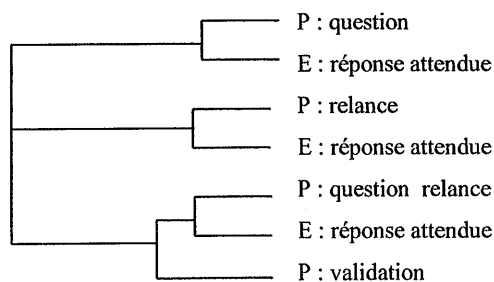 P : question
E : réponse attendue
P : relance
E : réponse attendue
P : question relance
E : réponse attendue
P : validation